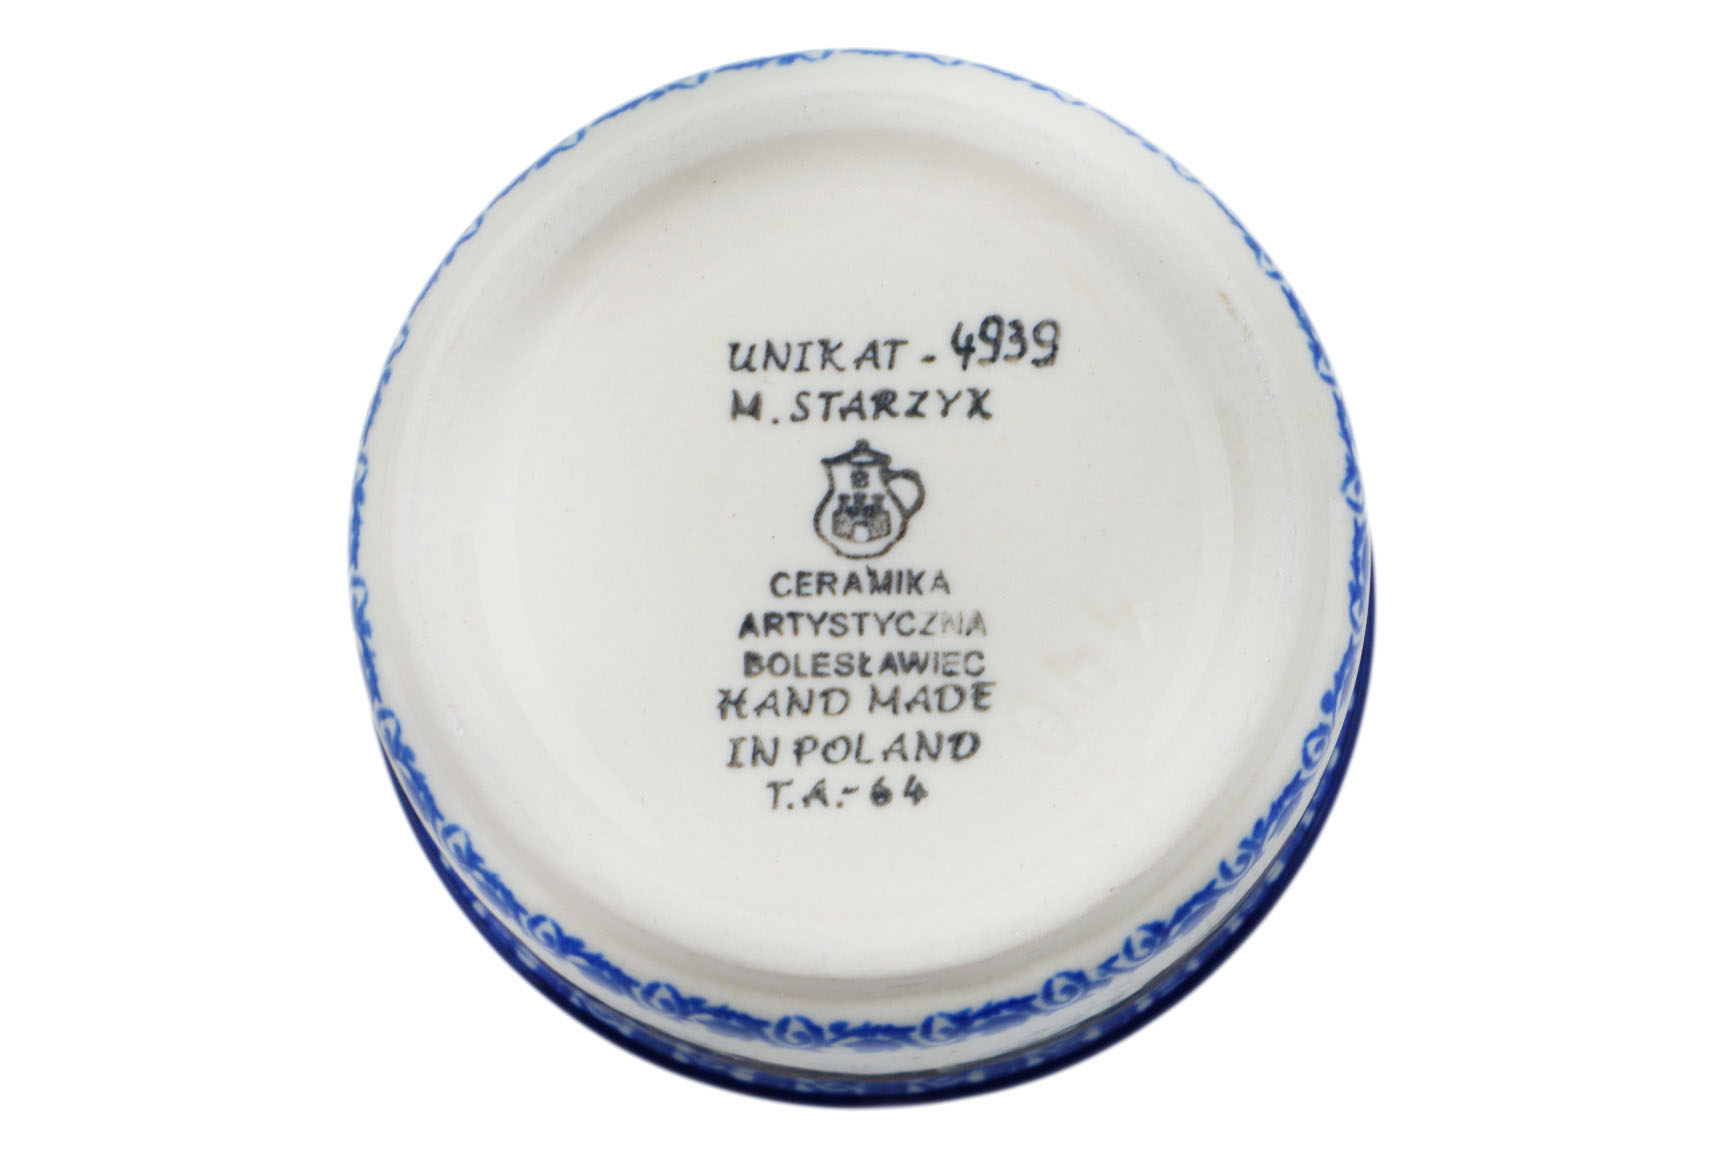 UNIKAT - 4939
M. STARZYK
CERAMIKA
ARTYSTYCZNA
BOLESŁAWIEC
HAND MADE
IN POLAND
T.A.-64